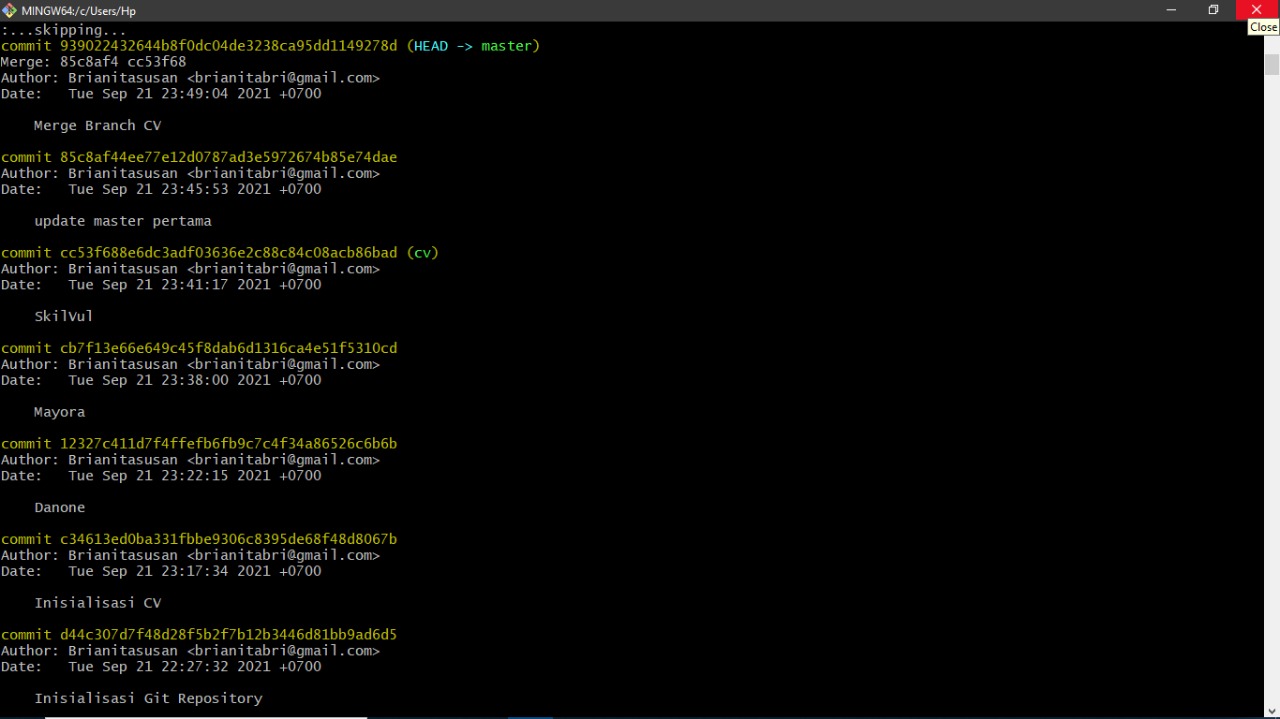 MINGW64:/c/Users/Hp
Close
:...skipping...
commit 939022432644b8f0dc04de3238ca95dd1149278d (HEAD -> master)
Merge: 85c8af4 cc53f68
Author: Brianitasusan <brianitabri@gmail.com>
Date:   Tue Sep 21 23:49:04 2021 +0700
Merge Branch CV
commit 85c8af44ee77e12d0787ad3e5972674b85e74dae
Author: Brianitasusan <brianitabri@gmail.com>
Date:   Tue Sep 21 23:45:53 2021 +0700
update master pertama
commit cc53f688e6dc3adf03636e2c88c84c08acb86bad (cv)
Author: Brianitasusan <brianitabri@gmail.com>
Date:   Tue Sep 21 23:41:17 2021 +0700
SkilVul
commit cb7f13e66e649c45f8dab6d1316ca4e51f5310cd
Author: Brianitasusan <brianitabri@gmail.com>
Date:   Tue Sep 21 23:38:00 2021 +0700
Mayora
commit 12327c411d7f4ffefb6fb9c7c4f34a86526c6b6b
Author: Brianitasusan <brianitabri@gmail.com>
Date:   Tue Sep 21 23:22:15 2021 +0700
Danone
commit c34613ed0ba331fbbe9306c8395de68f48d8067b
Author: Brianitasusan <brianitabri@gmail.com>
Date:   Tue Sep 21 23:17:34 2021 +0700
Inisialisasi CV
commit d44c307d7f48d28f5b2f7b12b3446d81bb9ad6d5
Author: Brianitasusan <brianitabri@gmail.com>
Date:   Tue Sep 21 22:27:32 2021 +0700
Inisialisasi Git Repository